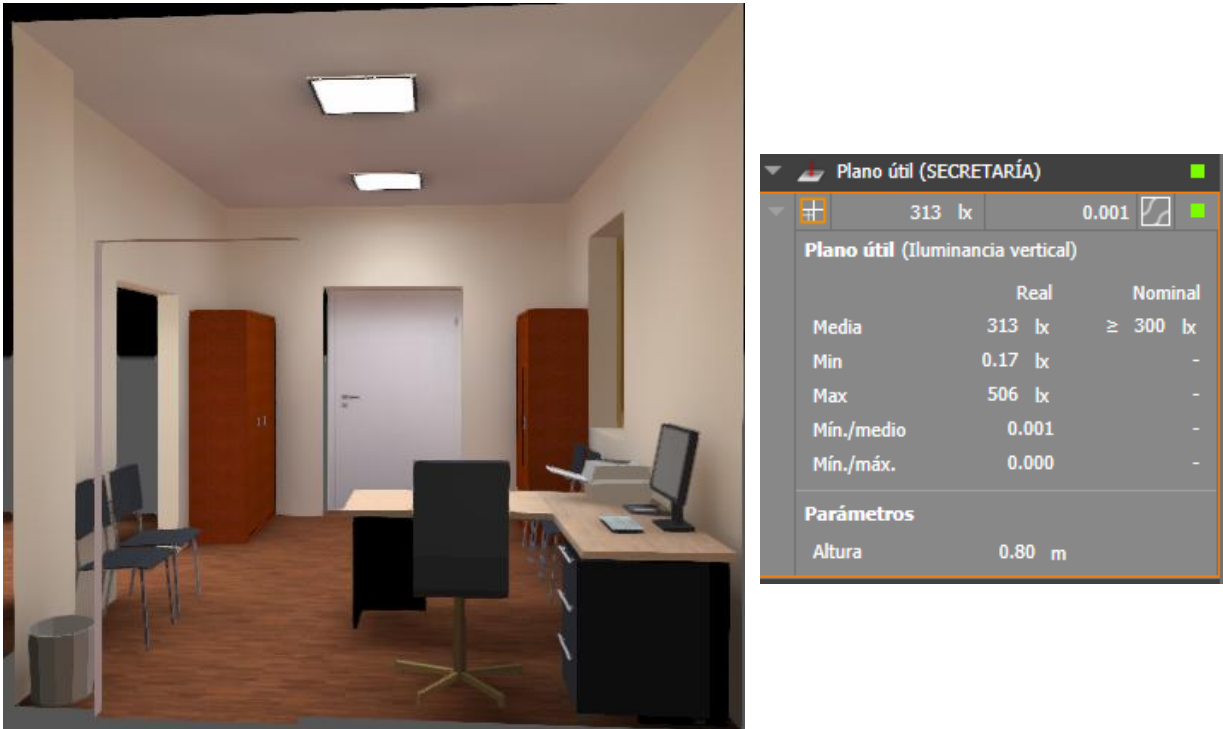 Plano útil (SECRETARÍA)
313 lx 0.001
Plano útil (Iluminancia vertical)
Real Nominal
Media 313 lx ≥ 300 lx
Min 0.17 lx -
Max 506 lx -
Mín./medio 0.001 -
Mín./máx. 0.000 -
Parámetros
Altura 0.80 m